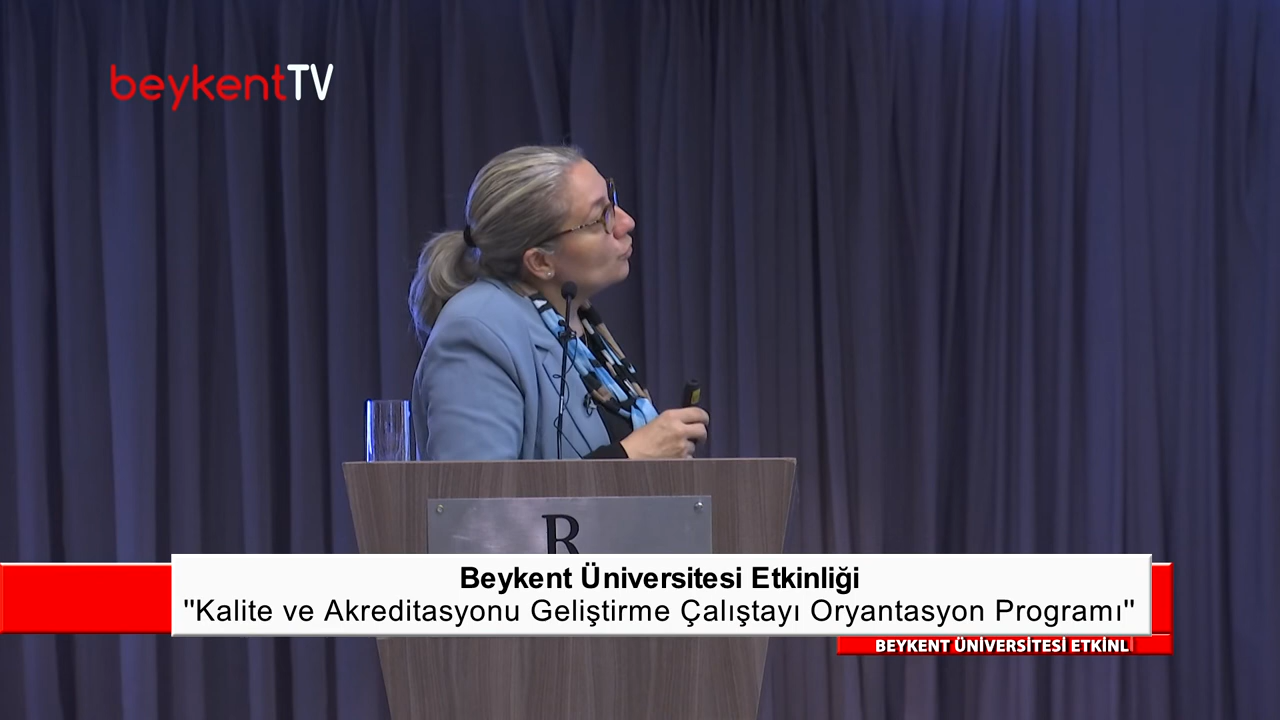 beykentTV
R
Beykent Üniversitesi Etkinliği
"Kalite ve Akreditasyonu Geliştirme Çalıştayı Oryantasyon Programı"
BEYKENT ÜNİVERSİTESİ ETKİNL